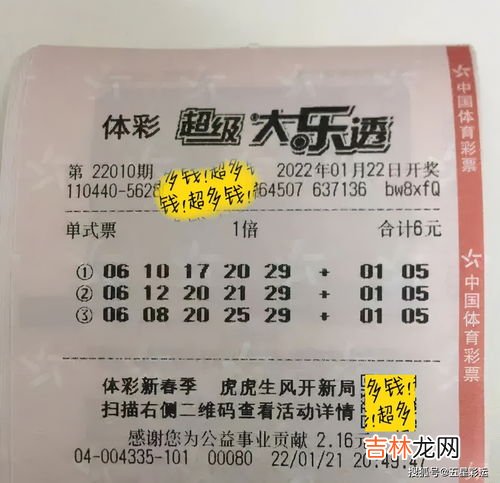 体彩 超级大乐透
第 22010期 2022年01月22日开奖
110440-562 64507 637136 bw8xfQ
多钱!超多
钱!超多钱!
单式票 1倍 合计6元
① 06 10 17 20 29 + 01 05
② 06 12 20 21 29 + 01 05
③ 06 08 20 25 29 + 01 05
体彩新春季 虎虎生风开新局
扫描右侧二维码查看活动详情
多钱!
!超多
感谢您为公益事业贡献 2.16元
04-004335-101 00080 22/01/21 20:49:47
中国体育彩票
中国体育彩票
吉林龙网
搜狐号@五星彩运